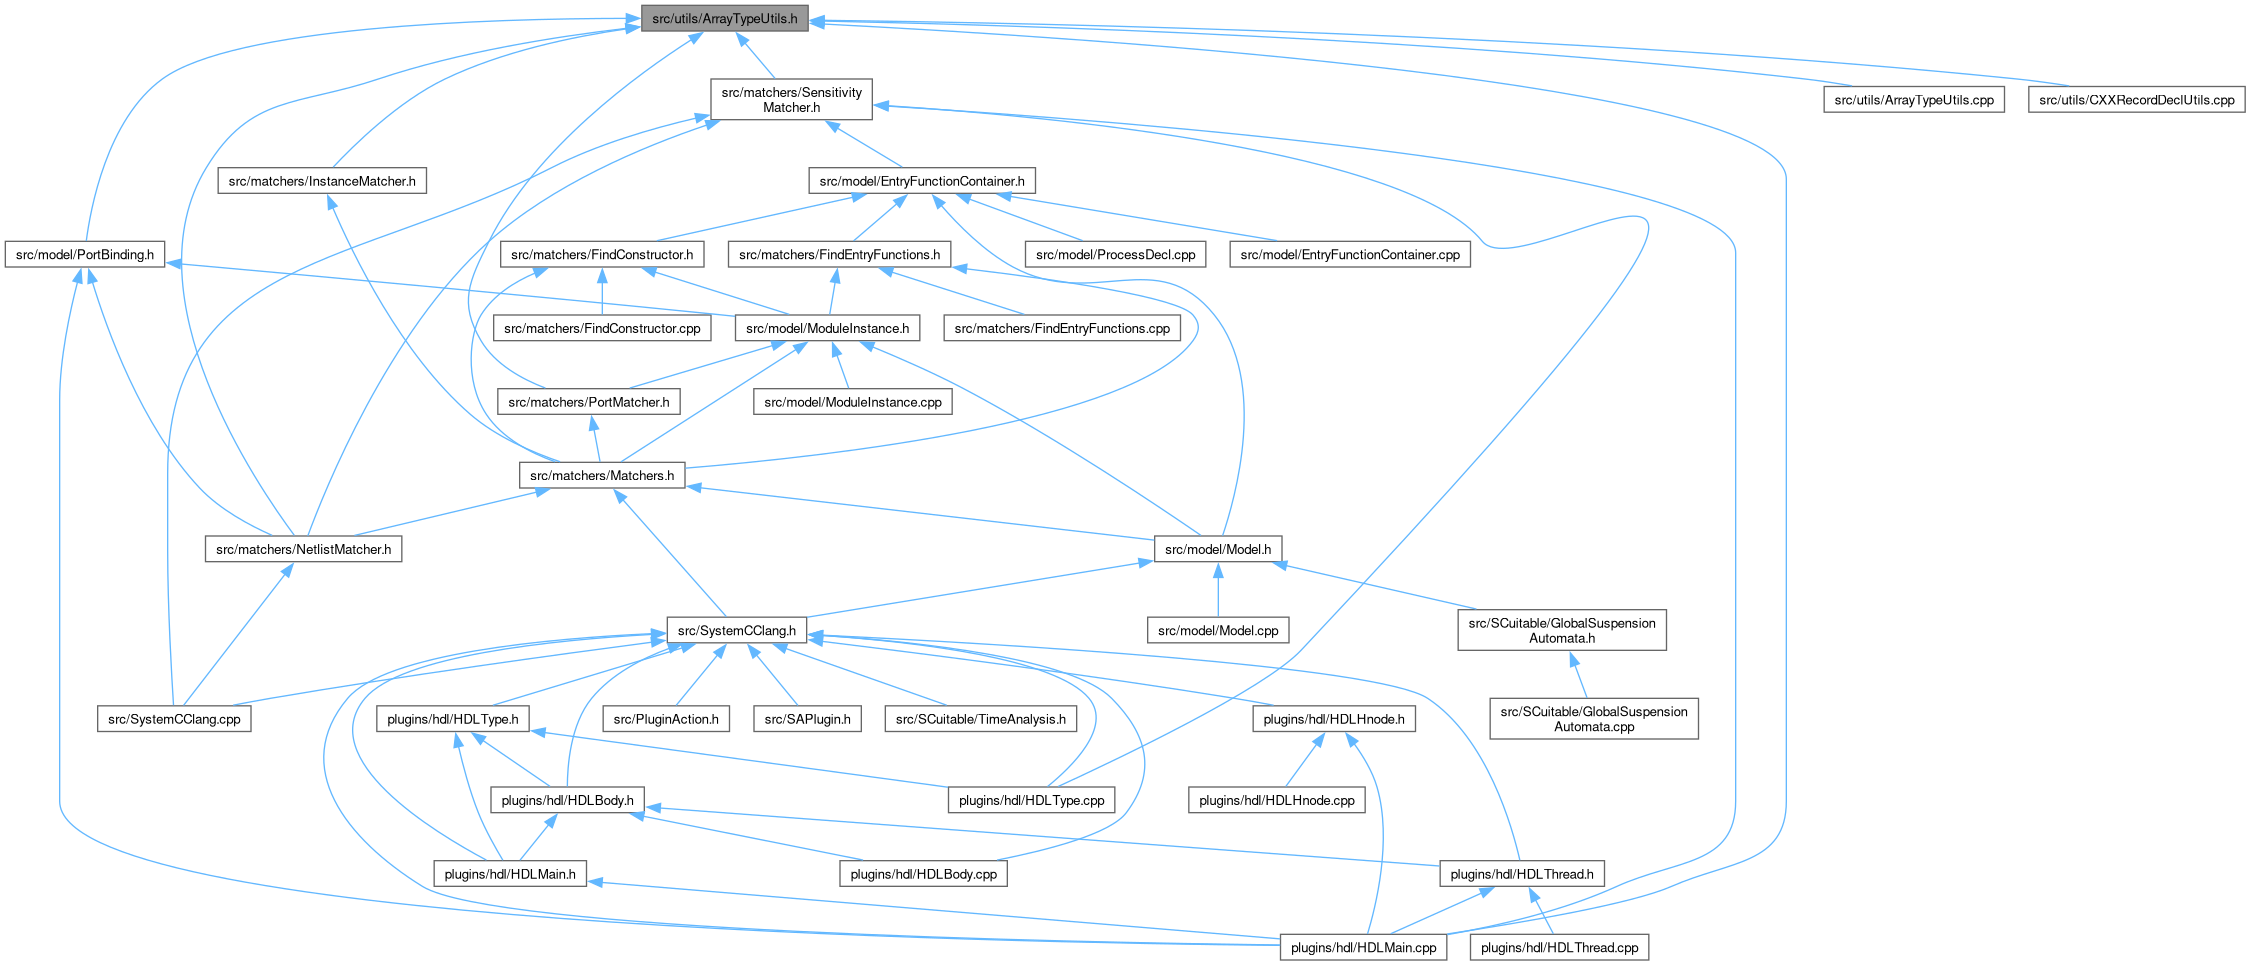 src/utils/ArrayTypeUtils.h
src/matchers/Sensitivity
Matcher.h
src/utils/ArrayTypeUtils.cpp
src/utils/CXXRecordDeclUtils.cpp
src/matchers/InstanceMatcher.h
src/model/EntryFunctionContainer.h
src/model/PortBinding.h
src/matchers/FindConstructor.h
src/matchers/FindEntryFunctions.h
src/model/ProcessDecl.cpp
src/model/EntryFunctionContainer.cpp
src/matchers/FindConstructor.cpp
src/model/ModuleInstance.h
src/matchers/FindEntryFunctions.cpp
src/matchers/PortMatcher.h
src/model/ModuleInstance.cpp
src/matchers/Matchers.h
src/matchers/NetlistMatcher.h
src/model/Model.h
src/SystemCClang.h
src/model/Model.cpp
src/SCuitable/GlobalSuspension
Automata.h
src/SystemCClang.cpp
plugins/hdl/HDLType.h
src/PluginAction.h
src/SAPlugin.h
src/SCuitable/TimeAnalysis.h
plugins/hdl/HDLHnode.h
src/SCuitable/GlobalSuspension
Automata.cpp
plugins/hdl/HDLBody.h
plugins/hdl/HDLType.cpp
plugins/hdl/HDLHnode.cpp
plugins/hdl/HDLMain.h
plugins/hdl/HDLBody.cpp
plugins/hdl/HDLThread.h
plugins/hdl/HDLMain.cpp
plugins/hdl/HDLThread.cpp